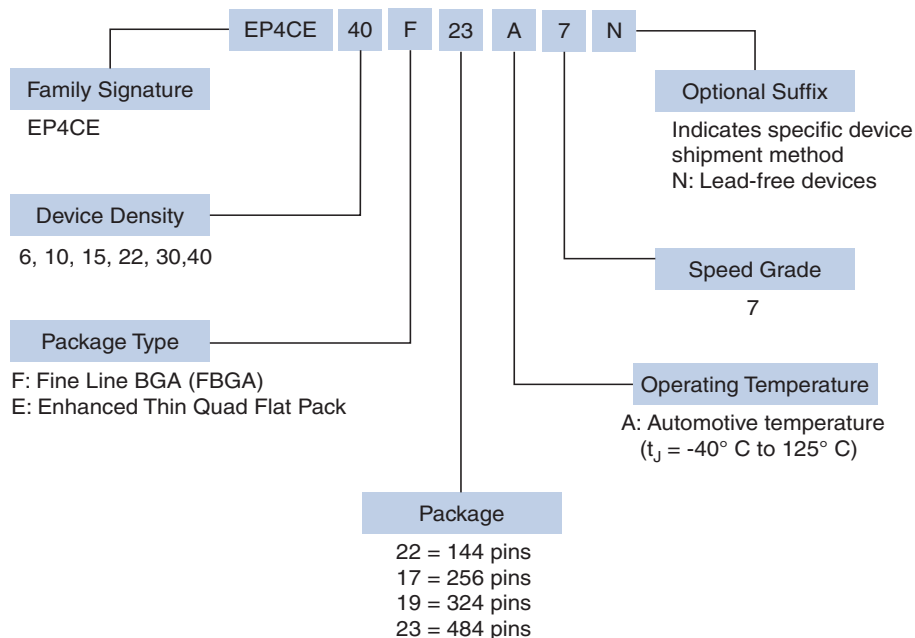 EP4CE 40 F 23 A 7 N
Family Signature
EP4CE
Optional Suffix
Indicates specific device
shipment method
N: Lead-free devices
Device Density
6, 10, 15, 22, 30,40
Speed Grade
7
Package Type
F: Fine Line BGA (FBGA)
E: Enhanced Thin Quad Flat Pack
Operating Temperature
A: Automotive temperature
(tJ = -40° C to 125° C)
Package
22 = 144 pins
17 = 256 pins
19 = 324 pins
23 = 484 pins